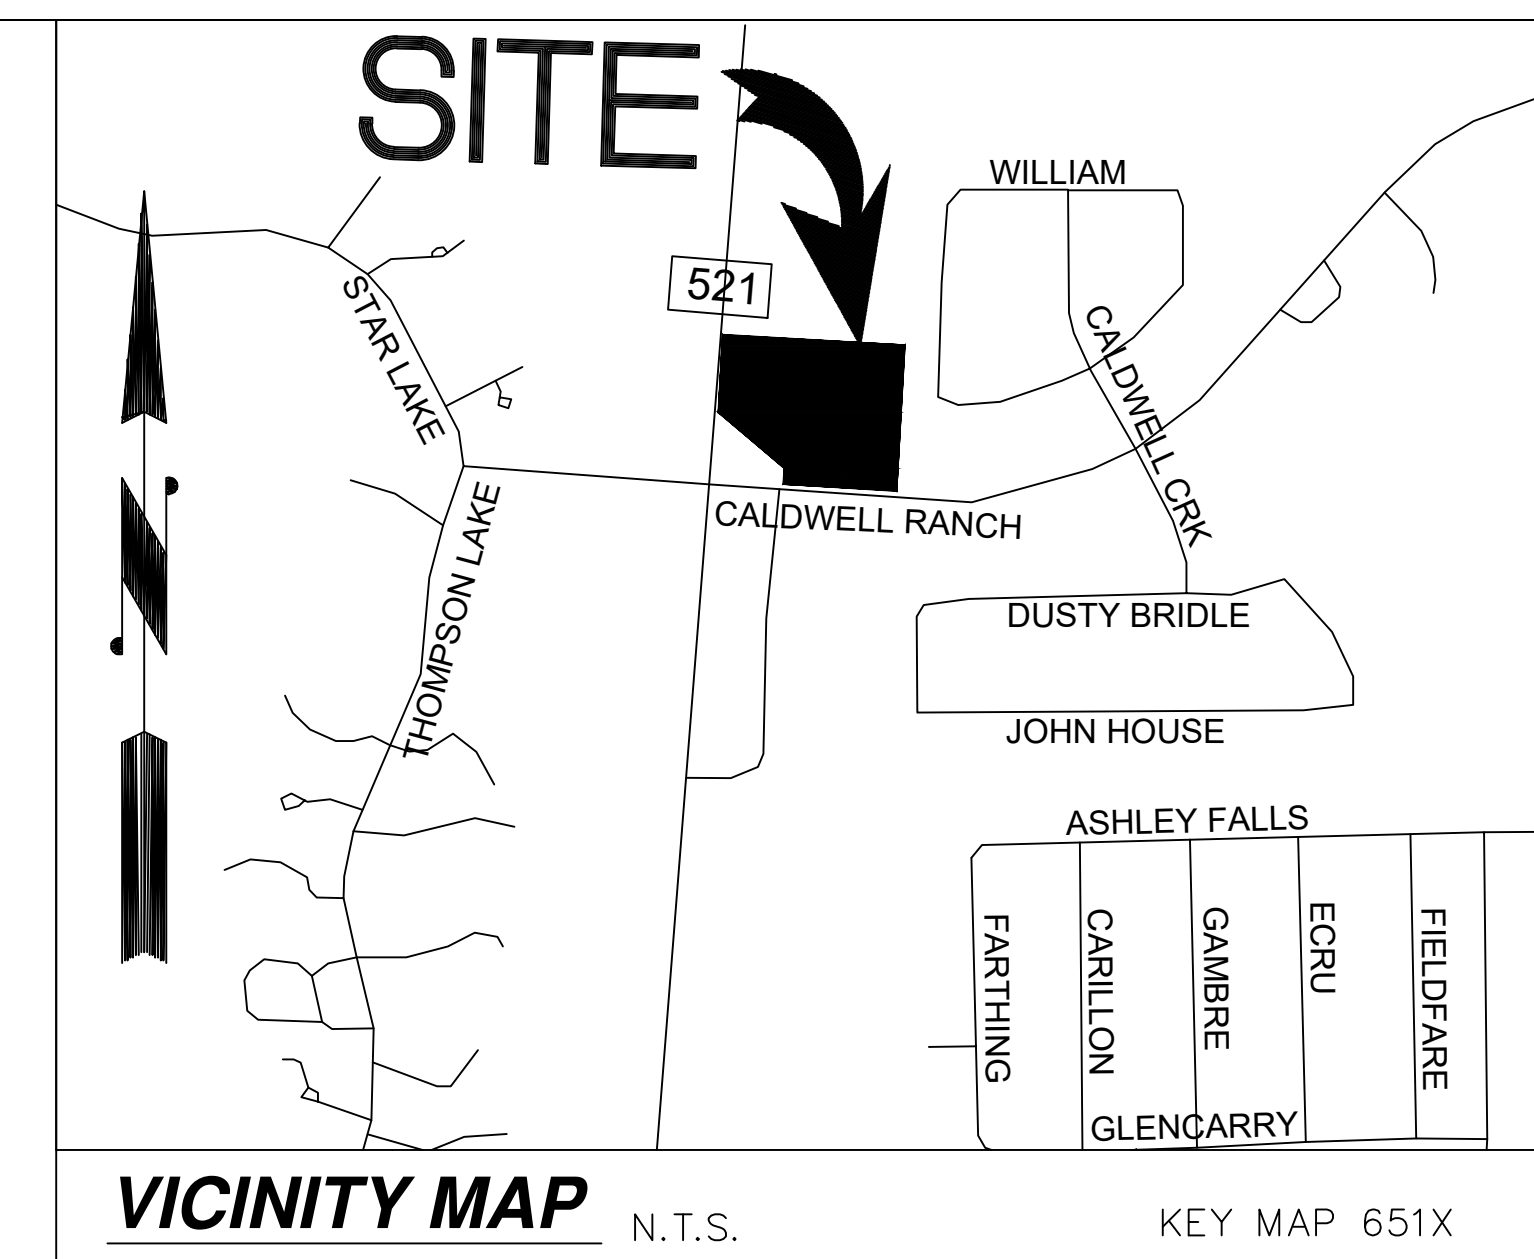 SITE
WILLIAM
521
STAR LAKE
CALDWELL CRK
CALDWELL RANCH
THOMPSON LAKE
DUSTY BRIDLE
JOHN HOUSE
ASHLEY FALLS
FARTHING
CARILLON
GAMBRE
ECRU
FIELDFARE
GLENCARRY
VICINITY MAP N.T.S. KEY MAP 651X